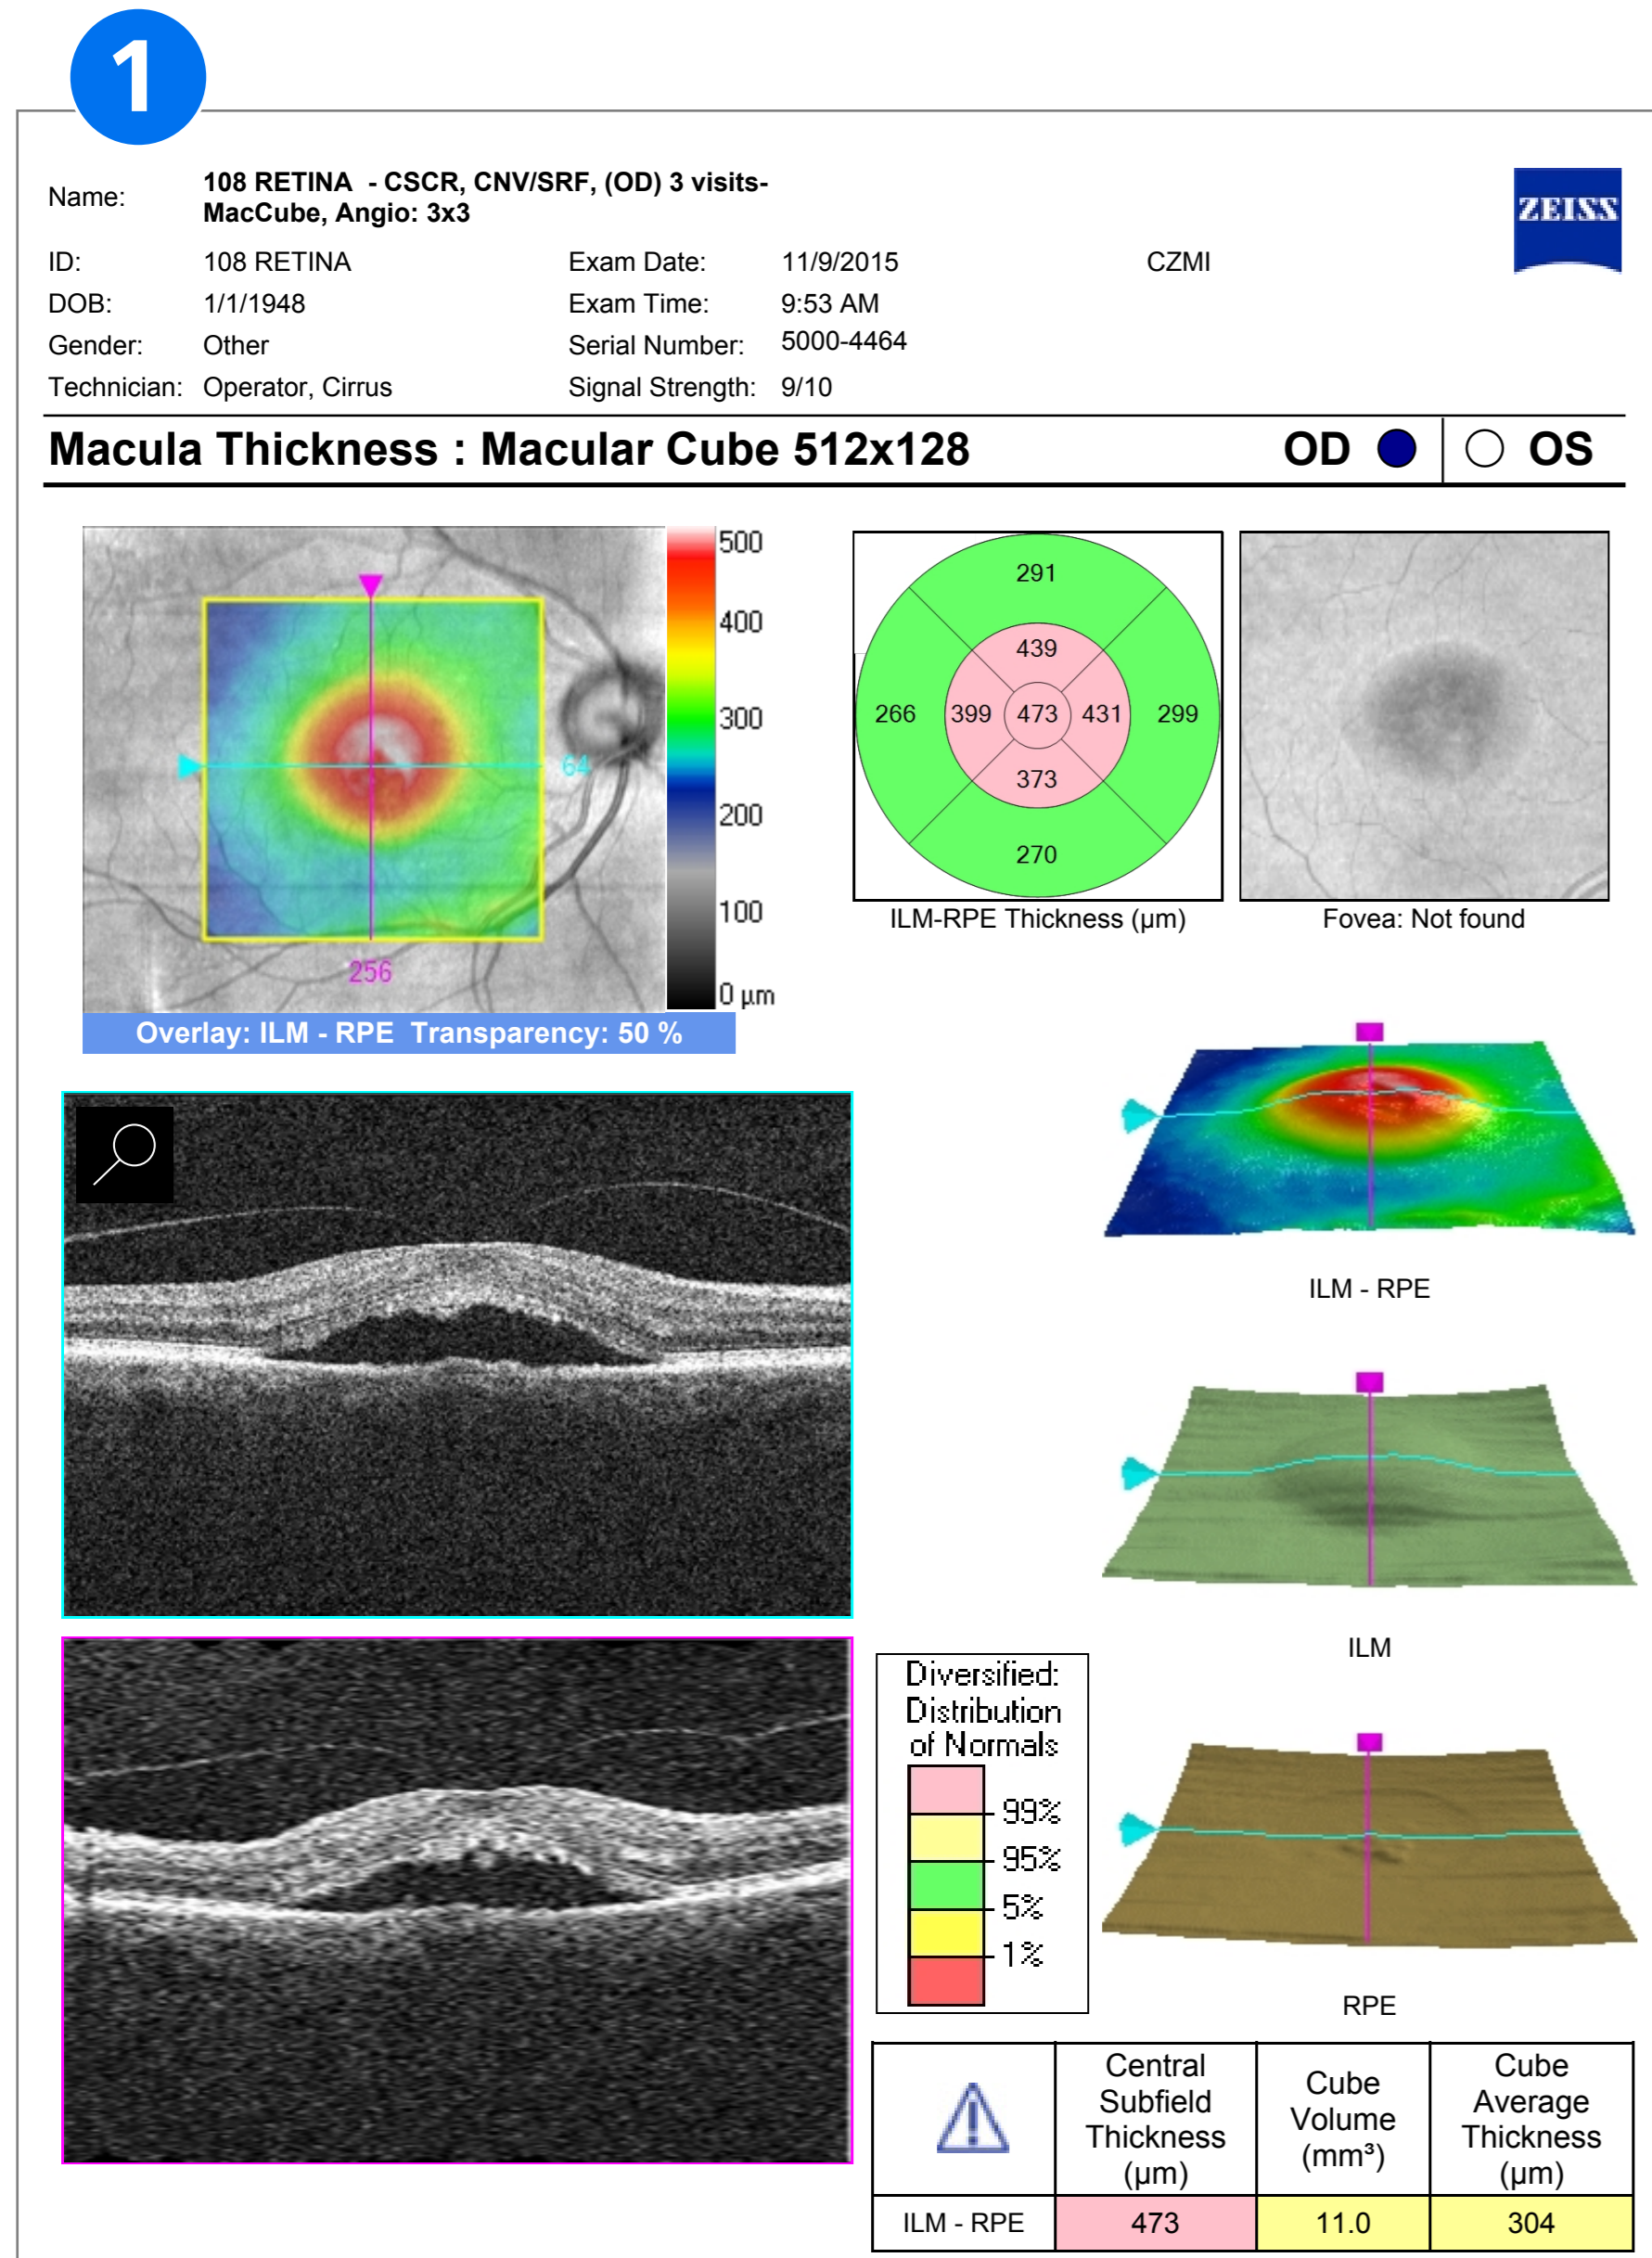 1
Name: 108 RETINA - CSCR, CNV/SRF, (OD) 3 visits-
MacCube, Angio: 3x3
ZEISS
ID: 108 RETINA Exam Date: 11/9/2015 CZMI
DOB: 1/1/1948 Exam Time: 9:53 AM
Gender: Other Serial Number: 5000-4464
Technician: Operator, Cirrus Signal Strength: 9/10
Macula Thickness : Macular Cube 512x128 OD OS
500
400
300
200
100
0 µm
64
256
Overlay: ILM - RPE Transparency: 50 %
291
439
266 399 473 431 299
373
270
ILM-RPE Thickness (µm)
Fovea: Not found
ILM - RPE
ILM
RPE
Diversified:
Distribution
of Normals
99%
95%
5%
1%
Central
Subfield
Thickness
(µm)
Cube
Volume
(mm³)
Cube
Average
Thickness
(µm)
ILM - RPE 473 11.0 304